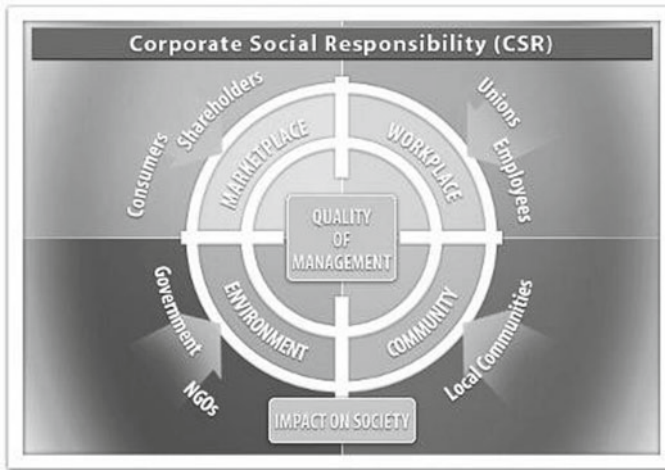 Corporate Social Responsibility (CSR)
Consumers
Shareholders
Unions
Employees
MARKETPLACE
WORKPLACE
QUALITY
OF
MANAGEMENT
ENVIRONMENT
COMMUNITY
Government
NGOs
Local Communities
IMPACT ON SOCIETY